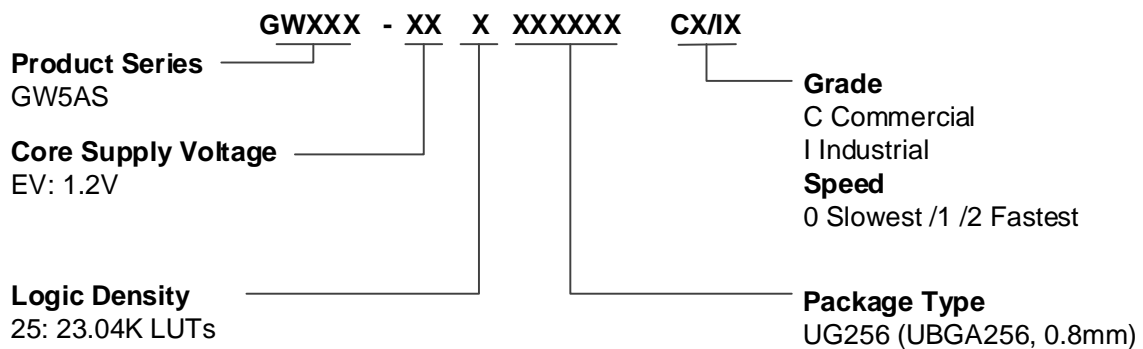 GWXXX - XX X XXXXXX CX/IX
Product Series
GW5AS
Core Supply Voltage
EV: 1.2V
Logic Density
25: 23.04K LUTs
Grade
C Commercial
I Industrial
Speed
0 Slowest /1 /2 Fastest
Package Type
UG256 (UBGA256, 0.8mm)